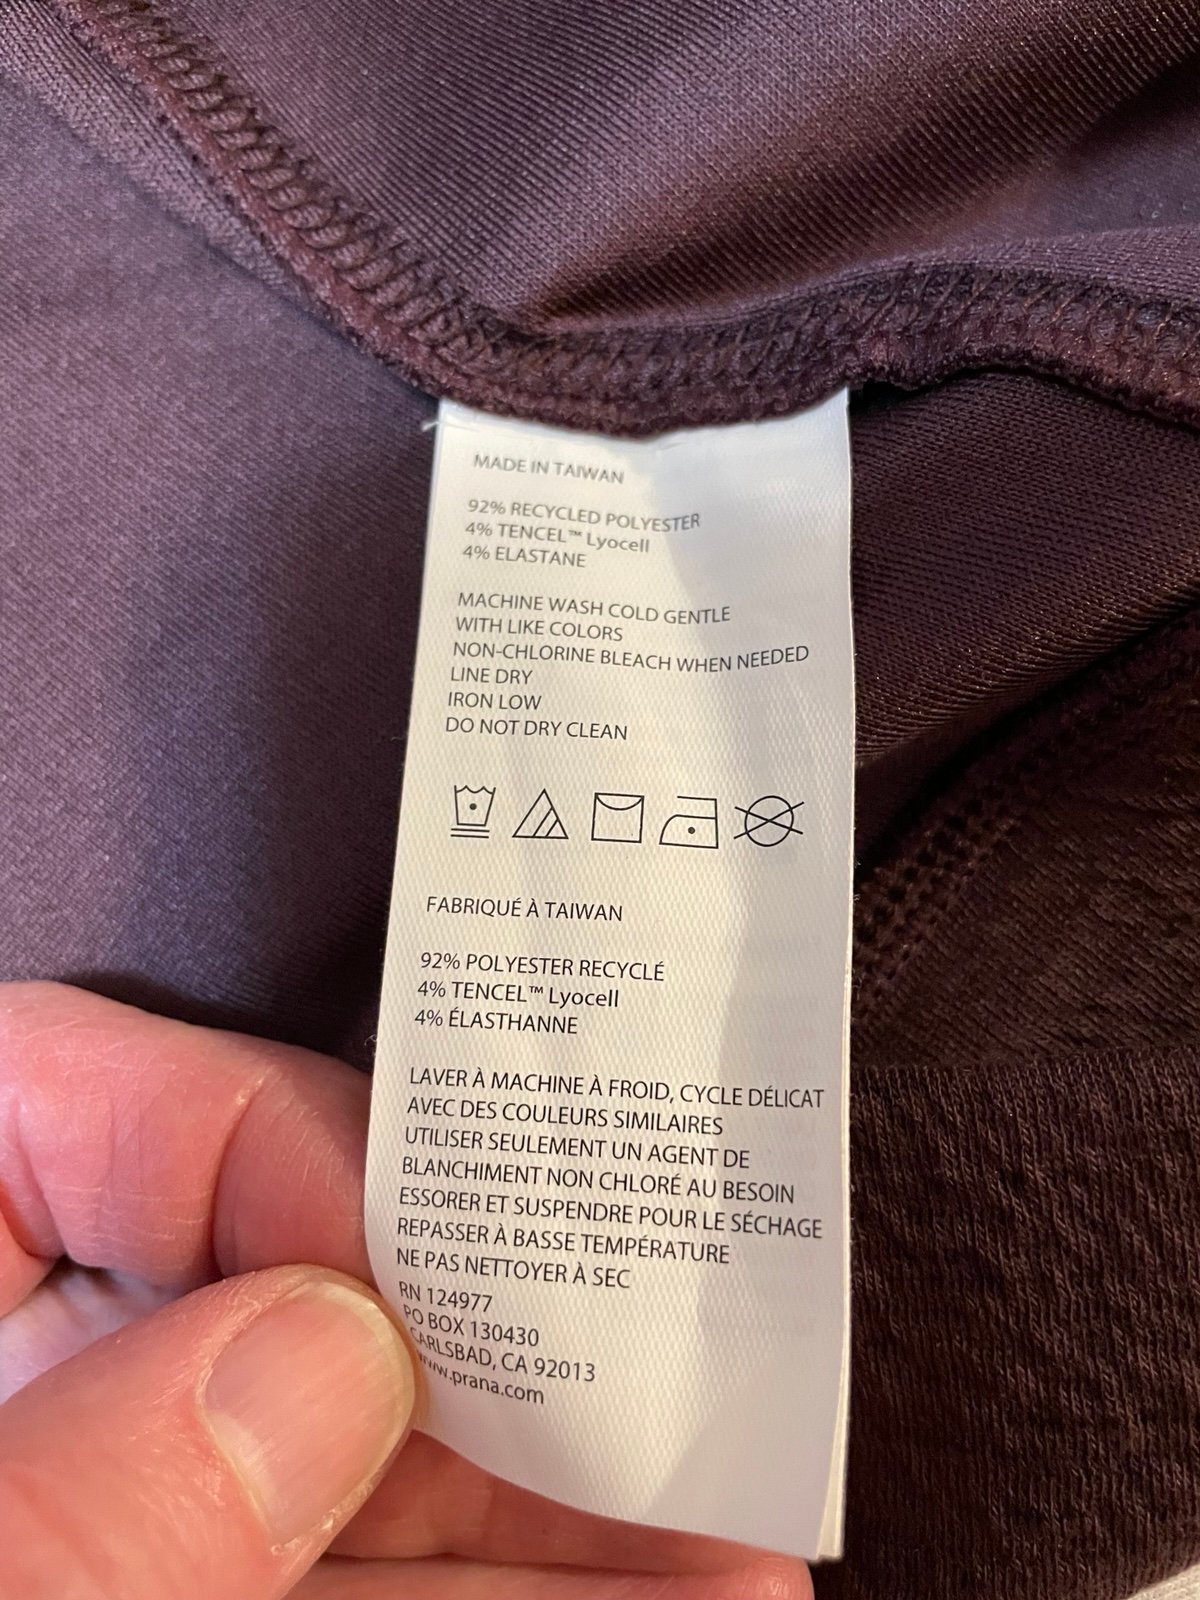 MADE IN TAIWAN
92% RECYCLED POLYESTER
4% TENCEL™ Lyocell
4% ELASTANE
MACHINE WASH COLD GENTLE
WITH LIKE COLORS
NON-CHLORINE BLEACH WHEN NEEDED
LINE DRY
IRON LOW
DO NOT DRY CLEAN
FABRIQUÉ À TAIWAN
92% POLYESTER RECYCLÉ
4% TENCEL™ Lyocell
4% ÉLASTHANNE
LAVER À MACHINE À FROID, CYCLE DÉLICAT
AVEC DES COULEURS SIMILAIRES
UTILISER SEULEMENT UN AGENT DE
BLANCHIMENT NON CHLORÉ AU BESOIN
ESSORER ET SUSPENDRE POUR LE SÉCHAGE
REPASSER À BASSE TEMPÉRATURE
NE PAS NETTOYER À SEC
RN 124977
PO BOX 130430
CARLSBAD, CA 92013
www.prana.com